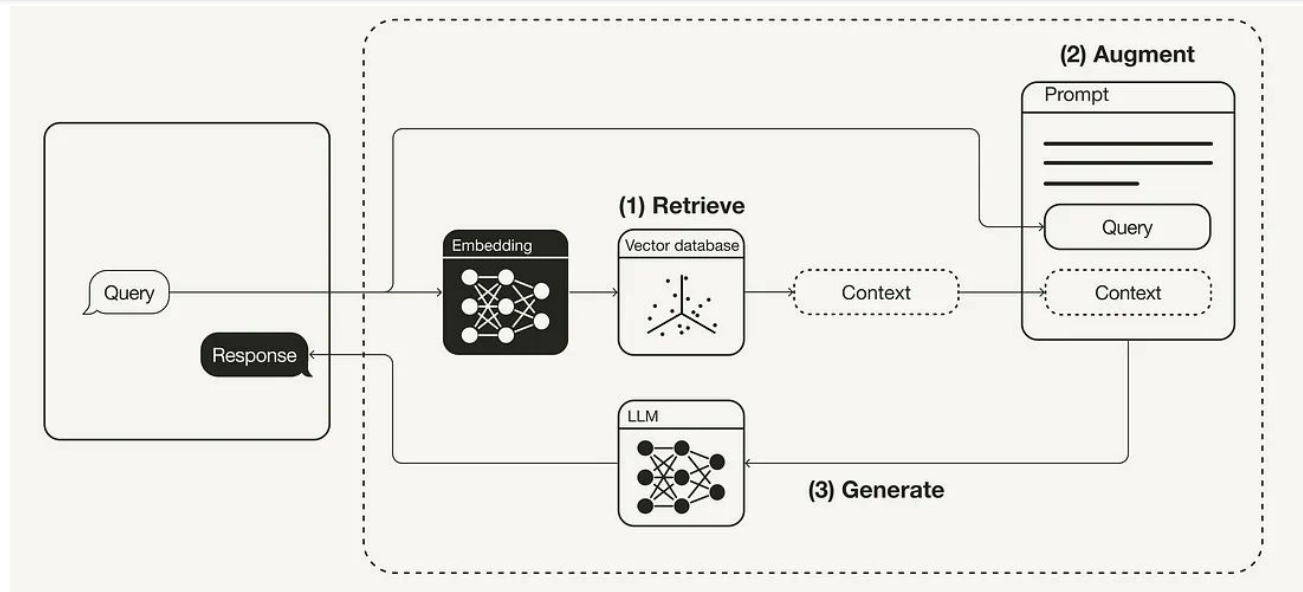 (2) Augment
Prompt
(1) Retrieve
Query
Embedding
Vector database
Query
Context
Context
Response
LLM
(3) Generate